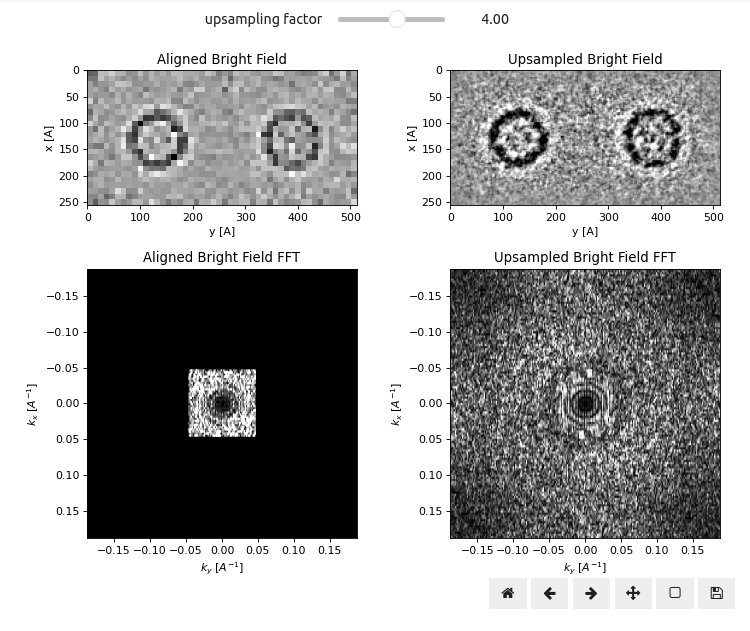 upsampling factor 4.00
Aligned Bright Field
Upsampled Bright Field
0
50
100
150
200
250
x [A]
0 100 200 300 400 500
y [A]
0
50
100
150
200
250
x [A]
0 100 200 300 400 500
y [A]
Aligned Bright Field FFT
Upsampled Bright Field FFT
−0.15
−0.10
−0.05
0.00
0.05
0.10
0.15
kₓ [A⁻¹]
−0.15 −0.10 −0.05 0.00 0.05 0.10 0.15
k_y [A⁻¹]
−0.15
−0.10
−0.05
0.00
0.05
0.10
0.15
kₓ [A⁻¹]
−0.15 −0.10 −0.05 0.00 0.05 0.10 0.15
k_y [A⁻¹]